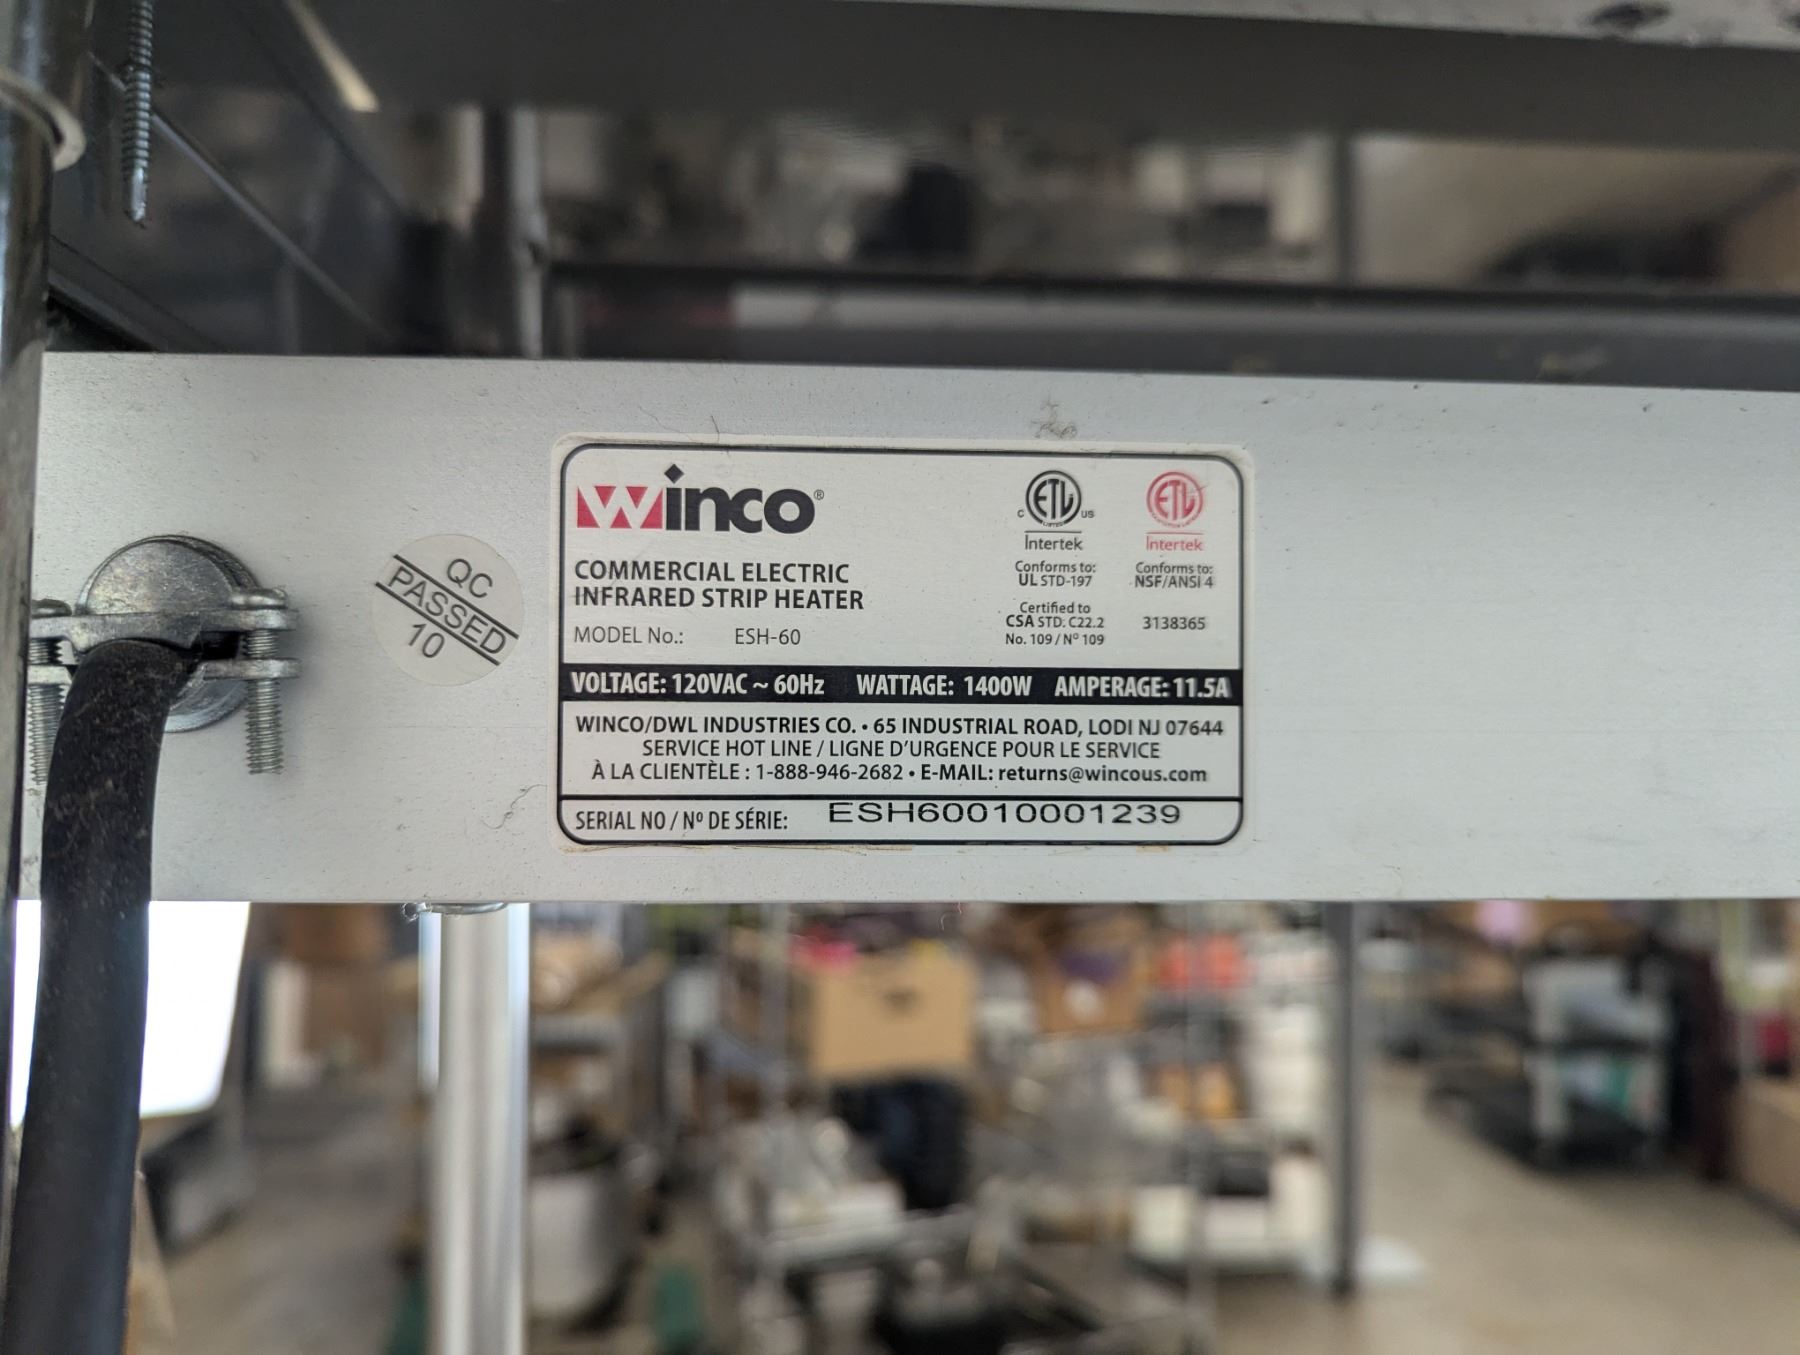 QC
PASSED
10
Winco®
COMMERCIAL ELECTRIC
INFRARED STRIP HEATER
MODEL No.: ESH-60
C ETL US
LISTED
Intertek
Conforms to:
UL STD-197
Certified to
CSA STD. C22.2
No. 109 / Nº 109
ETL
Intertek
Conforms to:
NSF/ANSI 4
3138365
VOLTAGE: 120VAC ~ 60Hz WATTAGE: 1400W AMPERAGE: 11.5A
WINCO/DWL INDUSTRIES CO. • 65 INDUSTRIAL ROAD, LODI NJ 07644
SERVICE HOT LINE / LIGNE D'URGENCE POUR LE SERVICE
À LA CLIENTÈLE : 1-888-946-2682 • E-MAIL: returns@wincous.com
SERIAL NO / Nº DE SÉRIE: ESH60010001239